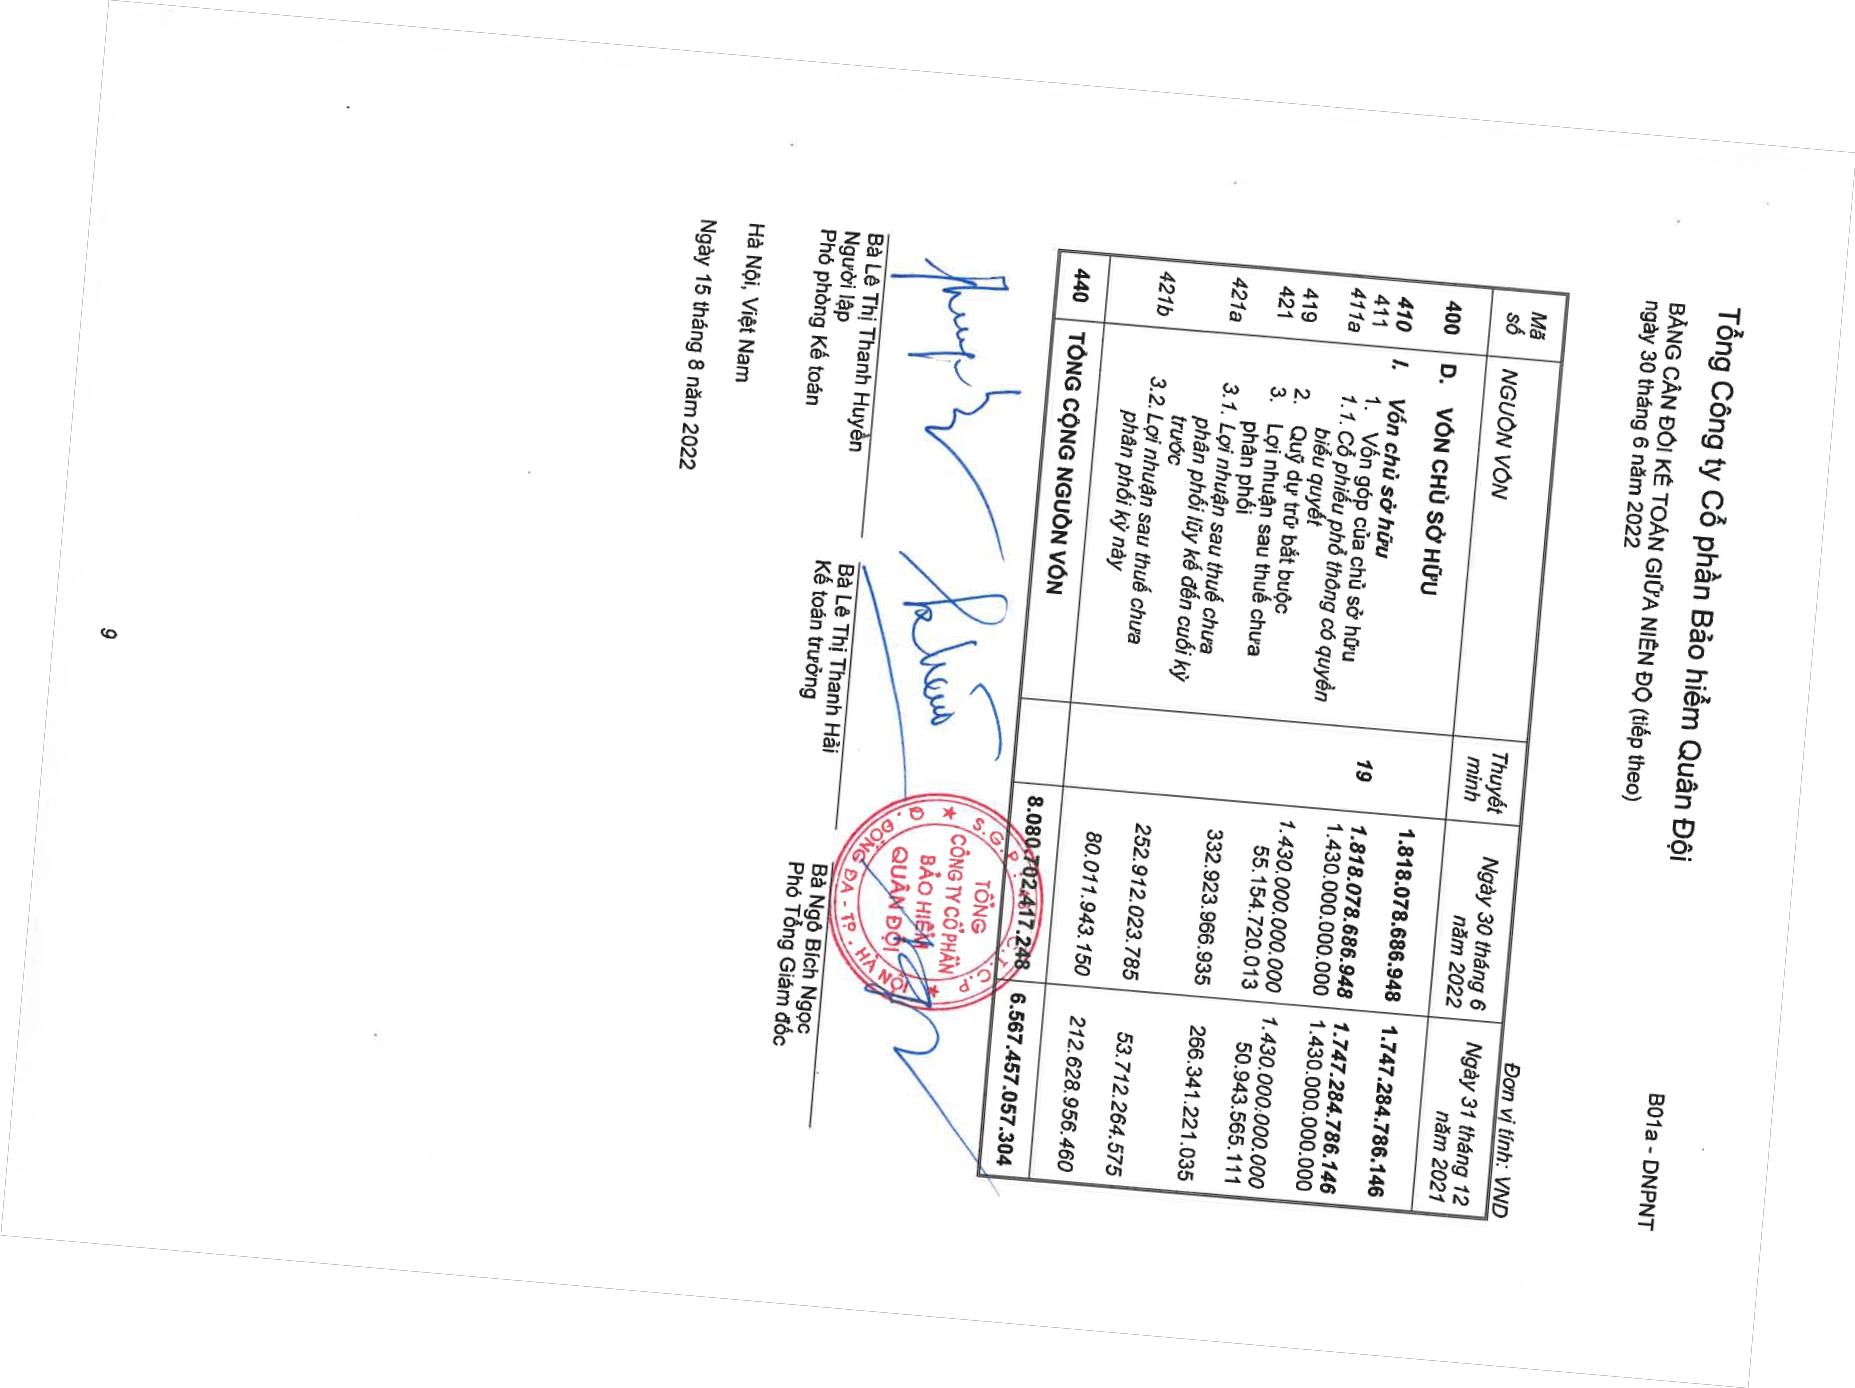 Tổng Công ty Cổ phần Bảo hiểm Quân Đội
B01a - DNPNT
BẢNG CÂN ĐỐI KẾ TOÁN GIỮA NIÊN ĐỘ (tiếp theo)
ngày 30 tháng 6 năm 2022
Đơn vị tính: VND
Mã số NGUỒN VỐN Thuyết minh Ngày 30 tháng 6 năm 2022 Ngày 31 tháng 12 năm 2021
400 D. VỐN CHỦ SỞ HỮU 1.818.078.686.948 1.747.284.786.146
410 I. Vốn chủ sở hữu 19 1.818.078.686.948 1.747.284.786.146
411 1. Vốn góp của chủ sở hữu 1.430.000.000.000 1.430.000.000.000
411a 1.1. Cổ phiếu phổ thông có quyền
biểu quyết 1.430.000.000.000 1.430.000.000.000
419 2. Quỹ dự trữ bắt buộc 55.154.720.013 50.943.565.111
421 3. Lợi nhuận sau thuế chưa
phân phối 332.923.966.935 266.341.221.035
421a 3.1. Lợi nhuận sau thuế chưa
phân phối lũy kế đến cuối kỳ
trước 252.912.023.785 53.712.264.575
421b 3.2. Lợi nhuận sau thuế chưa
phân phối kỳ này 80.011.943.150 212.628.956.460
440 TỔNG CỘNG NGUỒN VỐN 8.080.702.417.248 6.567.457.057.304
TỔNG
CÔNG TY CỔ PHẦN
BẢO HIỂM
QUÂN ĐỘI
Q. ĐỐNG ĐA - TP. HÀ NỘI
Bà Lê Thị Thanh Huyền
Người lập
Phó phòng Kế toán
Bà Lê Thị Thanh Hải
Kế toán trưởng
Bà Ngô Bích Ngọc
Phó Tổng Giám đốc
Hà Nội, Việt Nam
Ngày 15 tháng 8 năm 2022
9